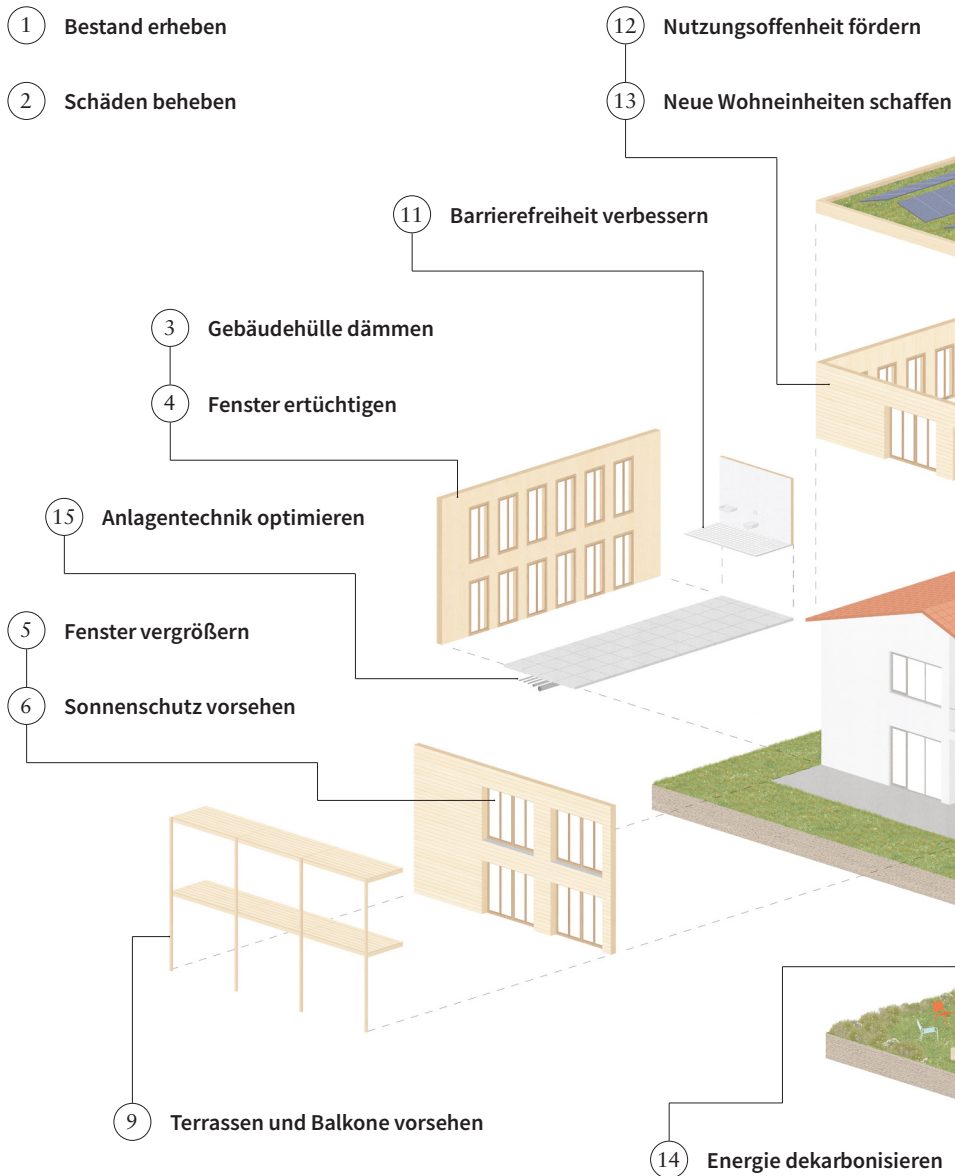 1 Bestand erheben
2 Schäden beheben
12 Nutzungsoffenheit fördern
13 Neue Wohneinheiten schaffen
11 Barrierefreiheit verbessern
3 Gebäudehülle dämmen
4 Fenster ertüchtigen
15 Anlagentechnik optimieren
5 Fenster vergrößern
6 Sonnenschutz vorsehen
9 Terrassen und Balkone vorsehen
14 Energie dekarbonisieren